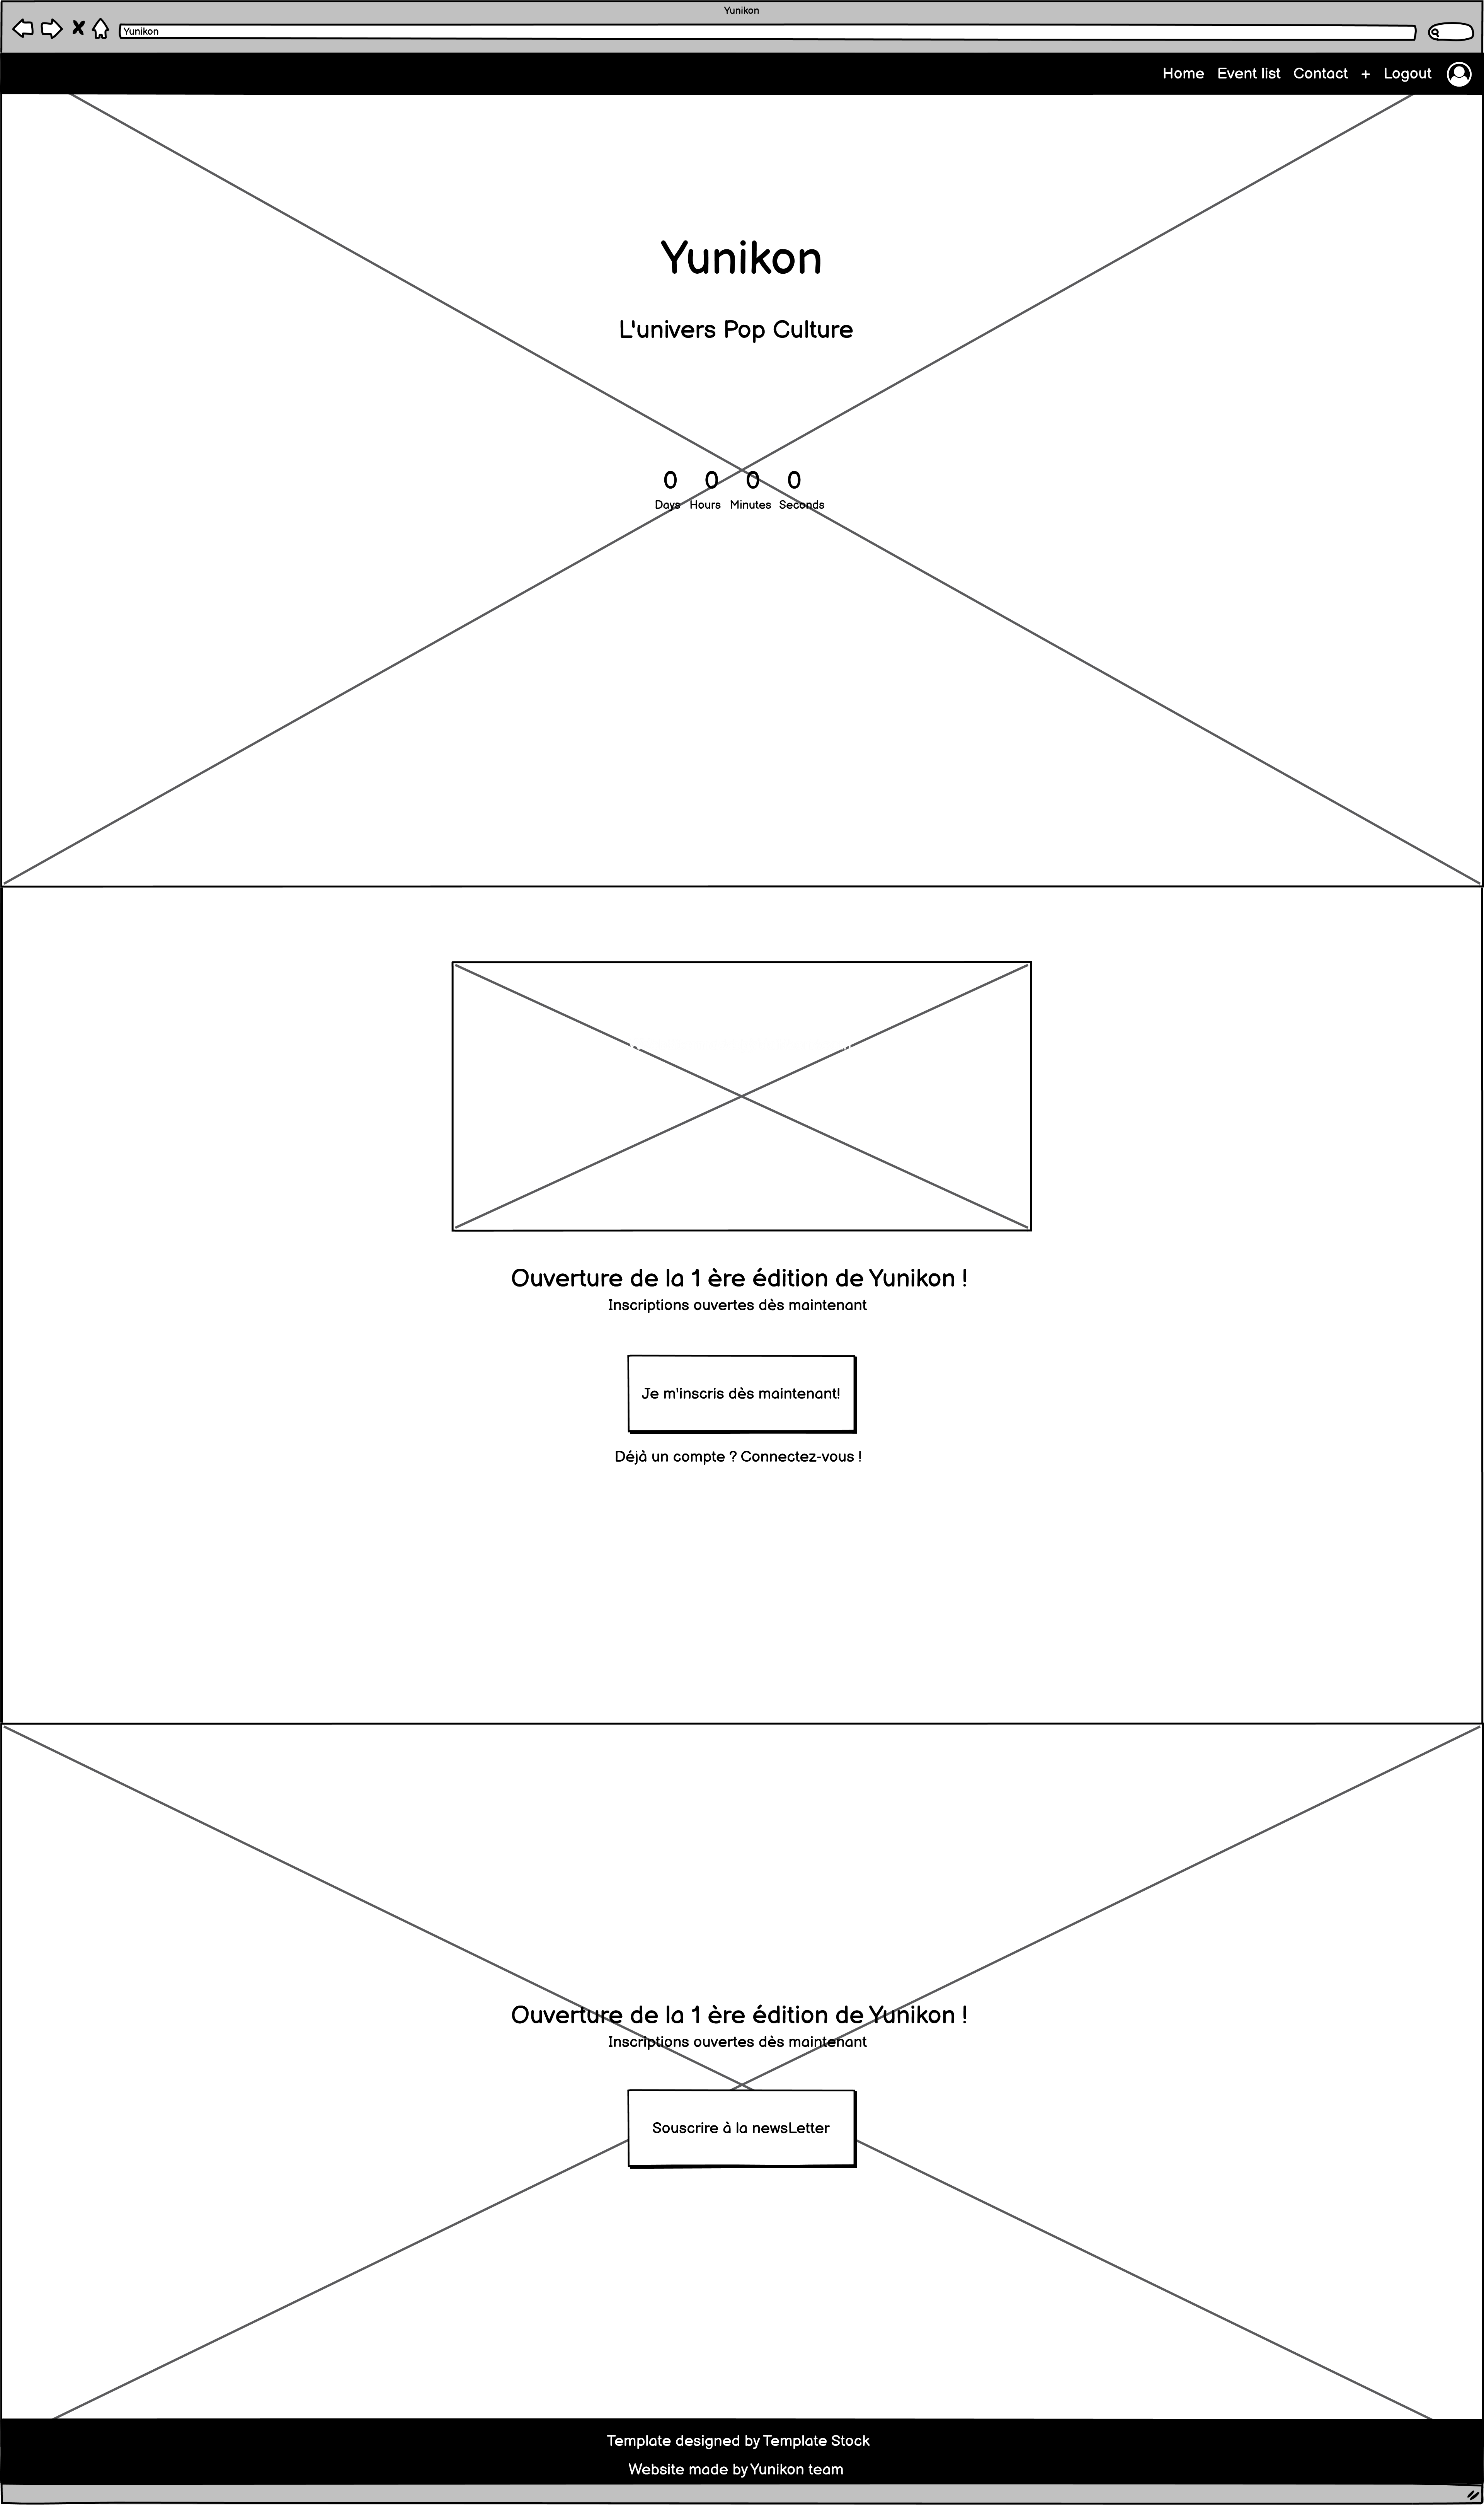 Yunikon
Yunikon
Home Event list Contact + Logout
Yunikon
L'univers Pop Culture
0 0 0 0
Days Hours Minutes Seconds
Ouverture de la 1 ère édition de Yunikon !
Inscriptions ouvertes dès maintenant
Je m'inscris dès maintenant!
Déjà un compte ? Connectez-vous !
Ouverture de la 1 ère édition de Yunikon !
Inscriptions ouvertes dès maintenant
Souscrire à la newsLetter
Template designed by Template Stock
Website made by Yunikon team